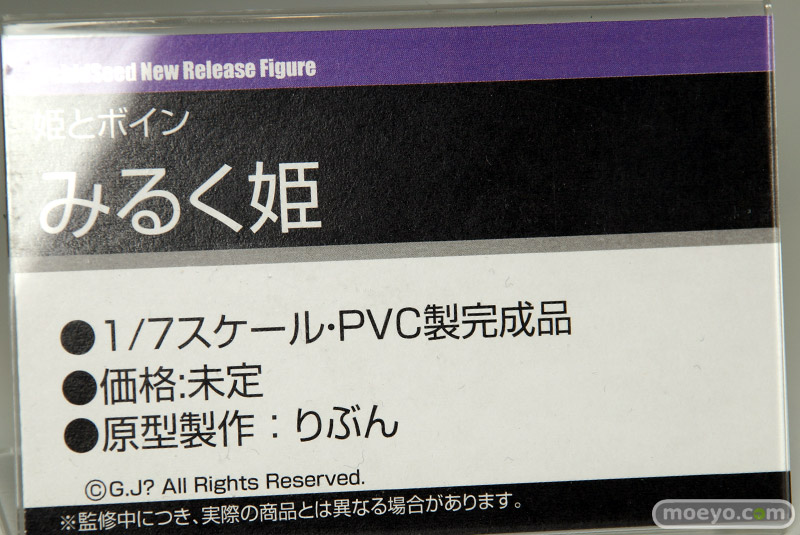 New Release Figure
姫とボイン
みるく姫
●1/7スケール・PVC製完成品
●価格:未定
●原型製作：りぶん
©G.J? All Rights Reserved.
※監修中につき、実際の商品とは異なる場合があります。
moeyo.com